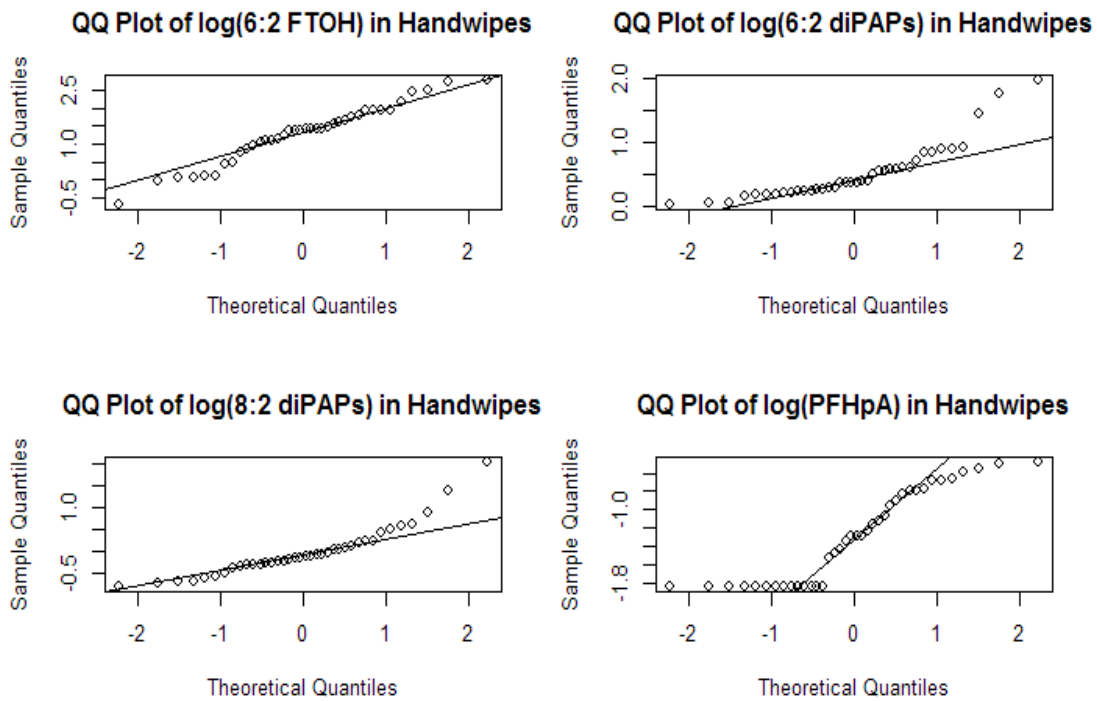 QQ Plot of log(6:2 FTOH) in Handwipes
Sample Quantiles
-0.5 1.0 2.5
-2 -1 0 1 2
Theoretical Quantiles
QQ Plot of log(6:2 diPAPs) in Handwipes
Sample Quantiles
0.0 1.0 2.0
-2 -1 0 1 2
Theoretical Quantiles
QQ Plot of log(8:2 diPAPs) in Handwipes
Sample Quantiles
-0.5 1.0
-2 -1 0 1 2
Theoretical Quantiles
QQ Plot of log(PFHpA) in Handwipes
Sample Quantiles
-1.8 -1.0
-2 -1 0 1 2
Theoretical Quantiles